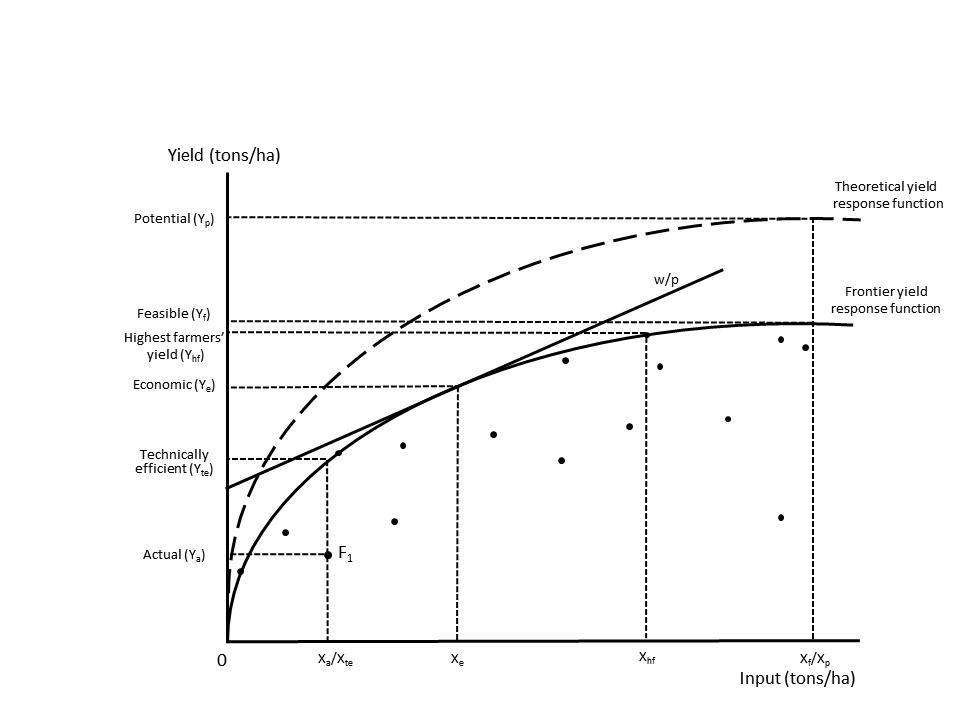 Yield (tons/ha)
Theoretical yield
response function
Potential (Yp)
w/p
Frontier yield
response function
Feasible (Yf)
Highest farmers'
yield (Yhf)
Economic (Ye)
Technically
efficient (Yte)
Actual (Ya)
F1
0
Xa/Xte
Xe
Xhf
Xf/Xp
Input (tons/ha)